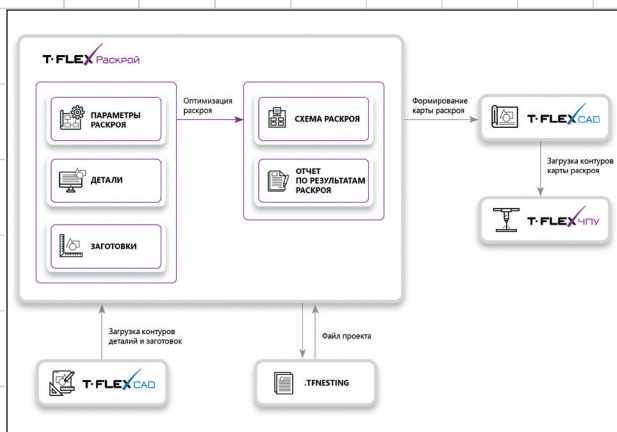 T-FLEX Раскрой
ПАРАМЕТРЫ
РАСКРОЯ
ДЕТАЛИ
ЗАГОТОВКИ
Оптимизация
раскроя
СХЕМА РАСКРОЯ
ОТЧЕТ
ПО РЕЗУЛЬТАТАМ
РАСКРОЯ
Формирование
карты раскроя
T-FLEX CAD
Загрузка контуров
карты раскроя
T-FLEX ЧПУ
Загрузка контуров
деталий и заготовок
Файл проекта
T-FLEX CAD
.TFNESTING